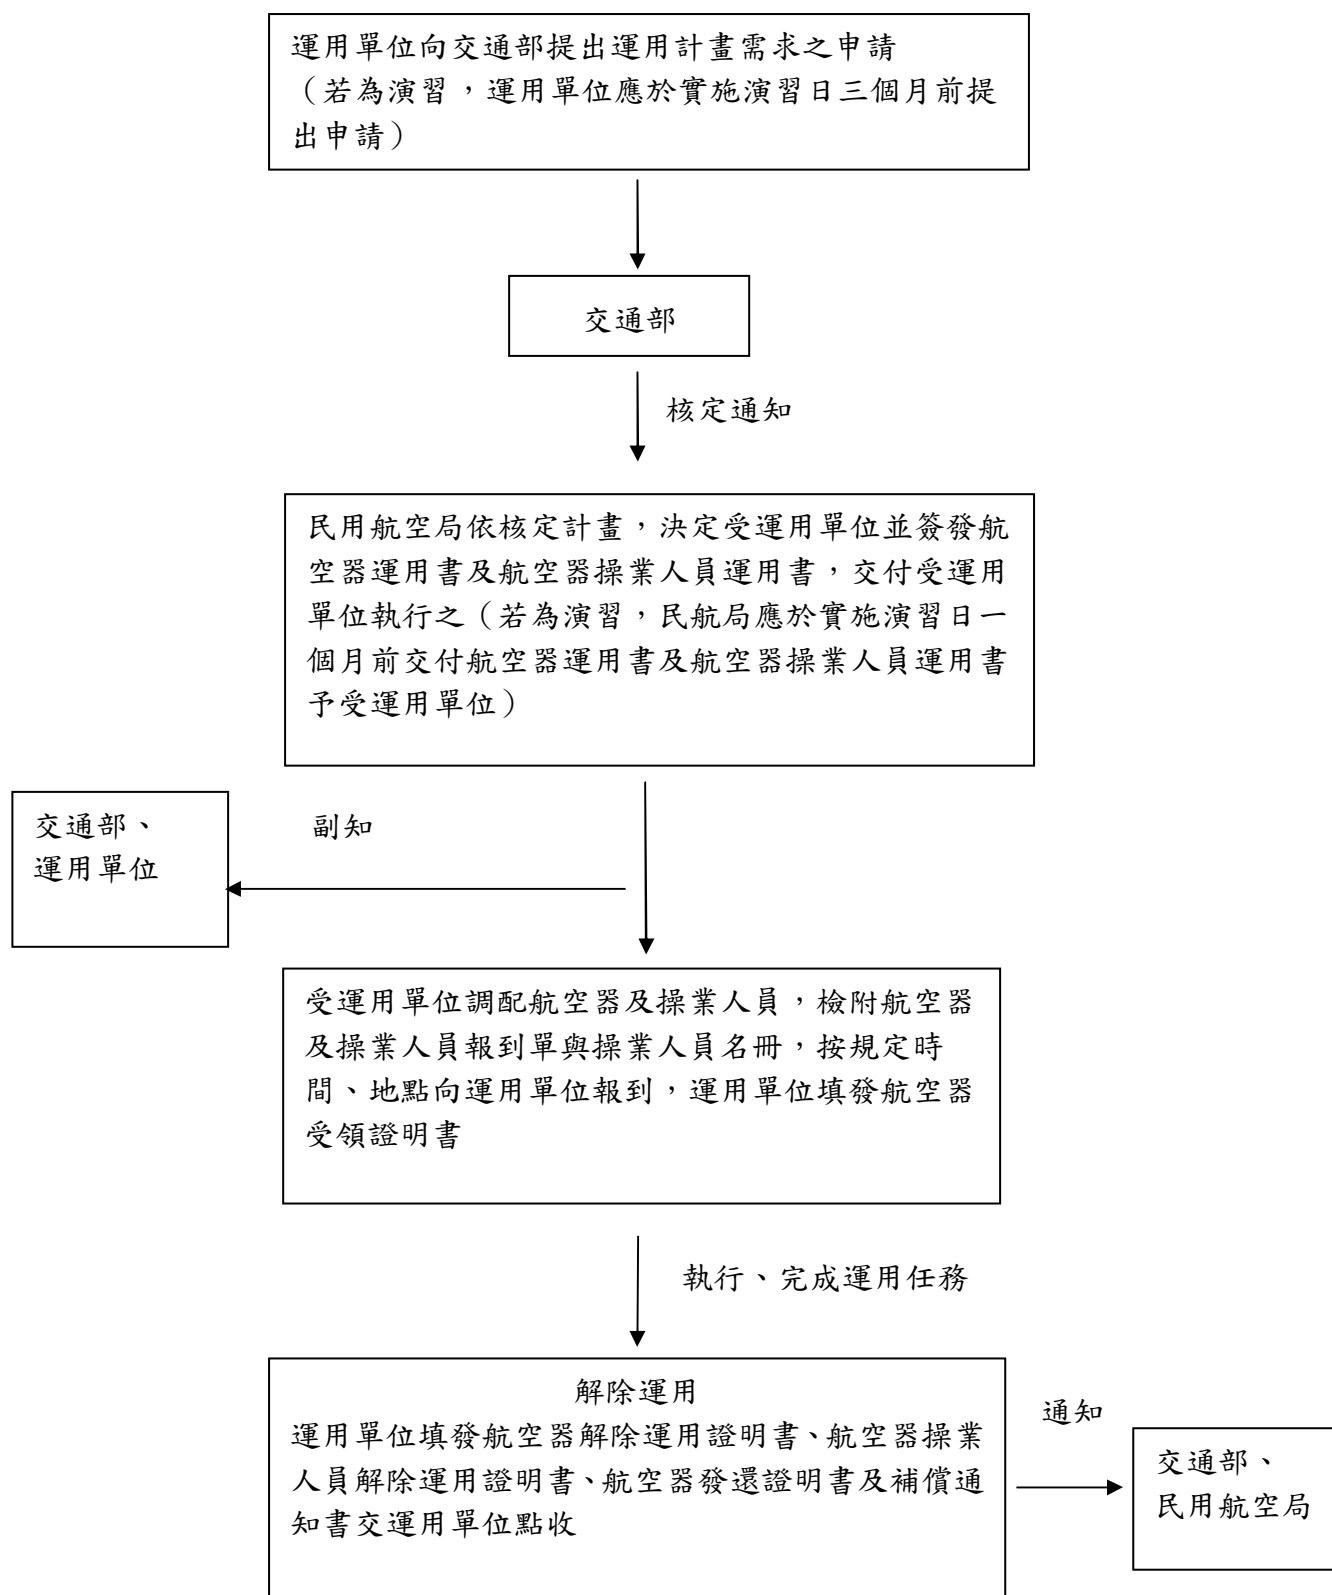 運用單位向交通部提出運用計畫需求之申請
（若為演習，運用單位應於實施演習日三個月前提
出申請）
交通部
核定通知
民用航空局依核定計畫，決定受運用單位並簽發航
空器運用書及航空器操業人員運用書，交付受運用
單位執行之（若為演習，民航局應於實施演習日一
個月前交付航空器運用書及航空器操業人員運用書
予受運用單位）
副知
交通部、
運用單位
受運用單位調配航空器及操業人員，檢附航空器
及操業人員報到單與操業人員名冊，按規定時
間、地點向運用單位報到，運用單位填發航空器
受領證明書
執行、完成運用任務
解除運用
運用單位填發航空器解除運用證明書、航空器操業
人員解除運用證明書、航空器發還證明書及補償通
知書交運用單位點收
通知
交通部、
民用航空局